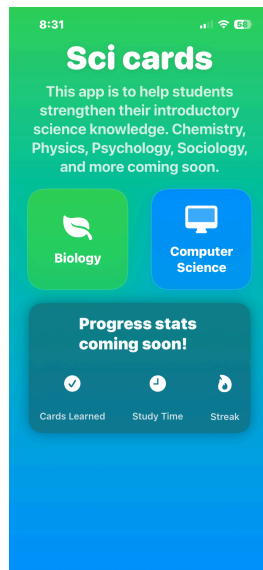 8:31
58
Sci cards
This app is to help students
strengthen their introductory
science knowledge. Chemistry,
Physics, Psychology, Sociology,
and more coming soon.
Biology
Computer
Science
Progress stats
coming soon!
Cards Learned
Study Time
Streak